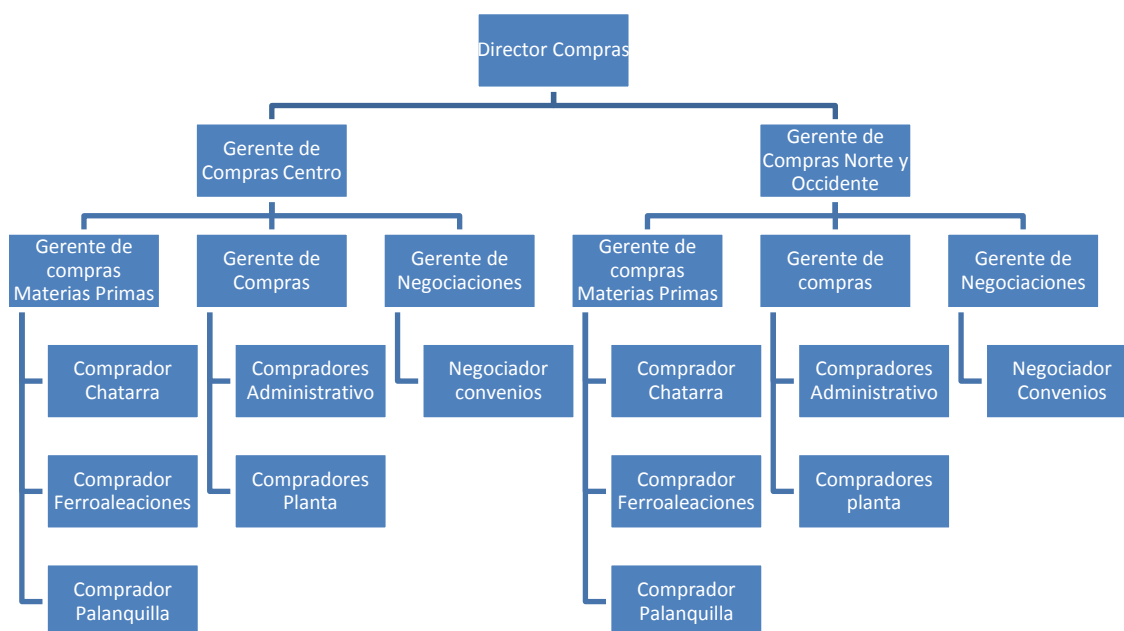 Director Compras
Gerente de
Compras Centro
Gerente de
Compras Norte y
Occidente
Gerente de
compras
Materias Primas
Gerente de
Compras
Gerente de
Negociaciones
Gerente de
compras
Materias Primas
Gerente de
compras
Gerente de
Negociaciones
Comprador
Chatarra
Compradores
Administrativo
Negociador
convenios
Comprador
Chatarra
Compradores
Administrativo
Negociador
Convenios
Comprador
Ferroaleaciones
Compradores
Planta
Comprador
Ferroaleaciones
Compradores
planta
Comprador
Palanquilla
Comprador
Palanquilla